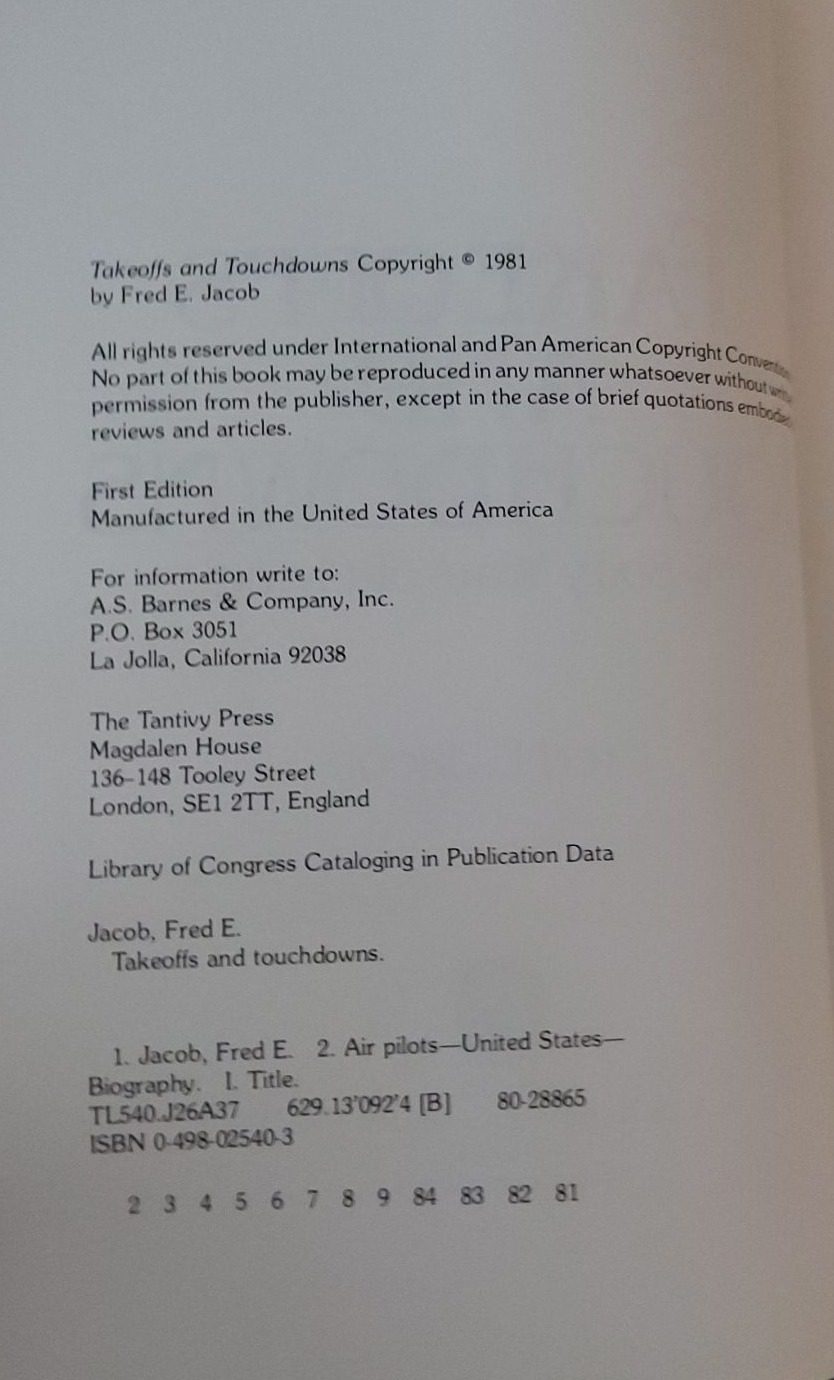 Takeoffs and Touchdowns Copyright © 1981
by Fred E. Jacob
All rights reserved under International and Pan American Copyright
No part of this book may be reproduced in any manner whatsoever without
permission from the publisher, except in the case of brief quotations
reviews and articles.
First Edition
Manufactured in the United States of America
For information write to:
A.S. Barnes & Company, Inc.
P.O. Box 3051
La Jolla, California 92038
The Tantivy Press
Magdalen House
136–148 Tooley Street
London, SE1 2TT, England
Library of Congress Cataloging in Publication Data
Jacob, Fred E.
Takeoffs and touchdowns.
1. Jacob, Fred E. 2. Air pilots—United States—
Biography. I. Title.
TL540.J26A37 629.13'092'4 [B] 80-28865
ISBN 0-498-02540-3
2 3 4 5 6 7 8 9 84 83 82 81